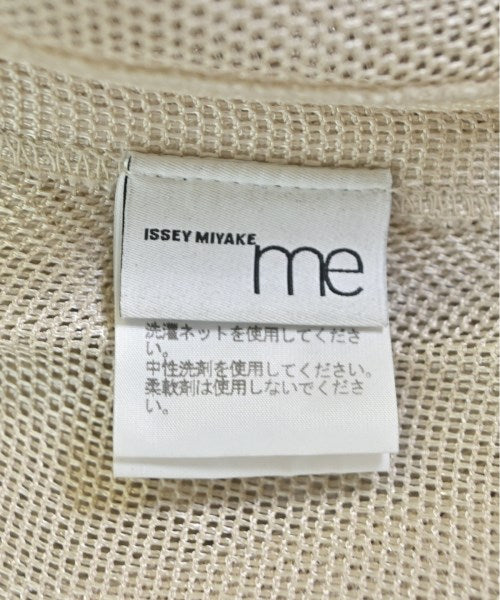 ISSEY MIYAKE
me
洗濯ネットを使用してくださ
い。
中性洗剤を使用してください。
柔軟剤は使用しないでくださ
い。